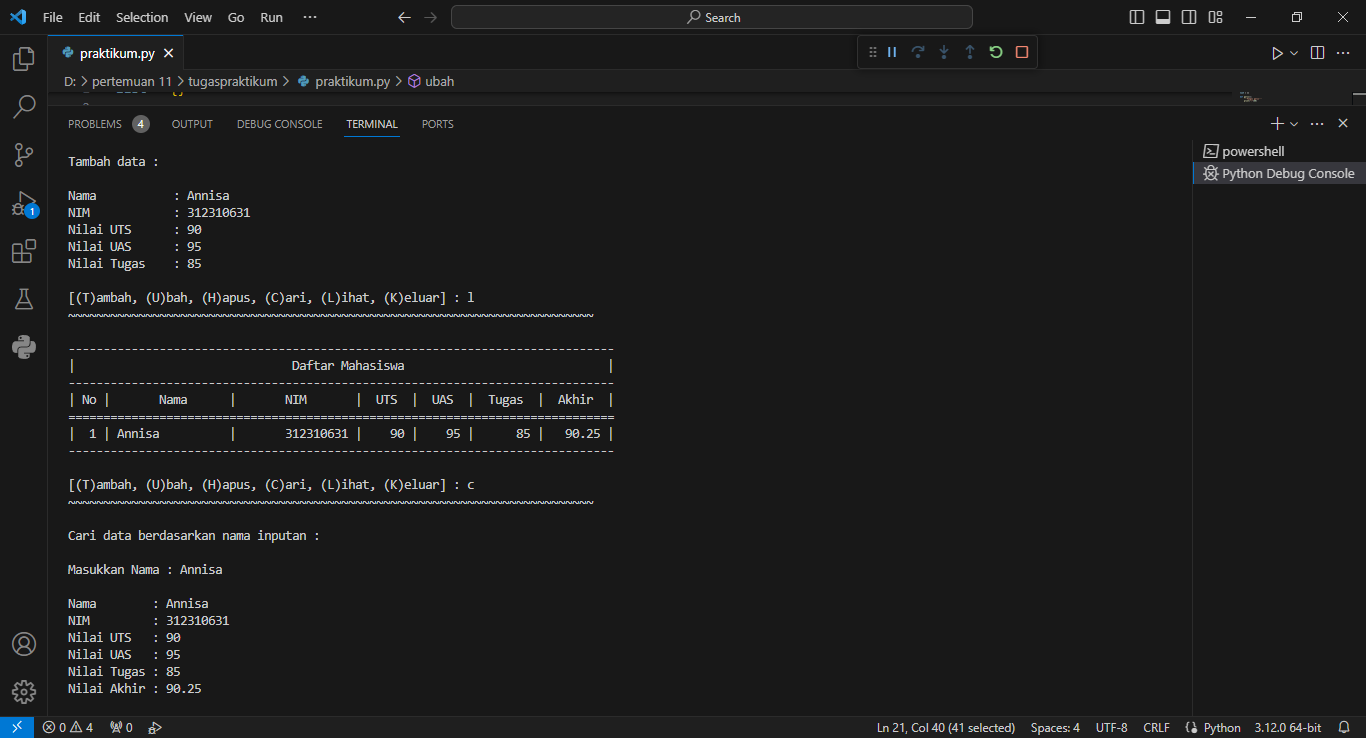 File Edit Selection View Go Run ··· Search
praktikum.py
D: > pertemuan 11 > tugaspraktikum > praktikum.py > ubah
PROBLEMS 4 OUTPUT DEBUG CONSOLE TERMINAL PORTS
powershell
Python Debug Console
1
Tambah data :
Nama : Annisa
NIM : 312310631
Nilai UTS : 90
Nilai UAS : 95
Nilai Tugas : 85
[(T)ambah, (U)bah, (H)apus, (C)ari, (L)ihat, (K)eluar] : l
~~~~~~~~~~~~~~~~~~~~~~~~~~~~~~~~~~~~~~~~~~~~~~~~~~~~~~~~~~~~~~~~~~~~~~~~~~~
------------------------------------------------------------------------------
| Daftar Mahasiswa |
------------------------------------------------------------------------------
| No | Nama | NIM | UTS | UAS | Tugas | Akhir |
==============================================================================
| 1 | Annisa | 312310631 | 90 | 95 | 85 | 90.25 |
------------------------------------------------------------------------------
[(T)ambah, (U)bah, (H)apus, (C)ari, (L)ihat, (K)eluar] : c
~~~~~~~~~~~~~~~~~~~~~~~~~~~~~~~~~~~~~~~~~~~~~~~~~~~~~~~~~~~~~~~~~~~~~~~~~~~
Cari data berdasarkan nama inputan :
Masukkan Nama : Annisa
Nama : Annisa
NIM : 312310631
Nilai UTS : 90
Nilai UAS : 95
Nilai Tugas : 85
Nilai Akhir : 90.25
0 4 0 Ln 21, Col 40 (41 selected) Spaces: 4 UTF-8 CRLF Python 3.12.0 64-bit